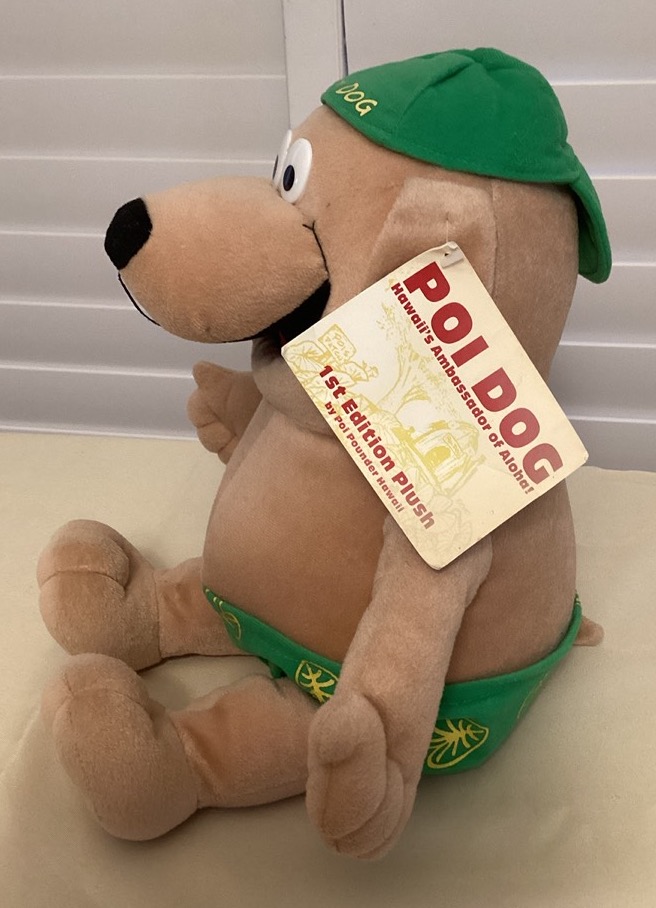 DOG
POI DOG
Hawaii's Ambassador of Aloha!
1st Edition Plush
by Poi Pounder Hawaii